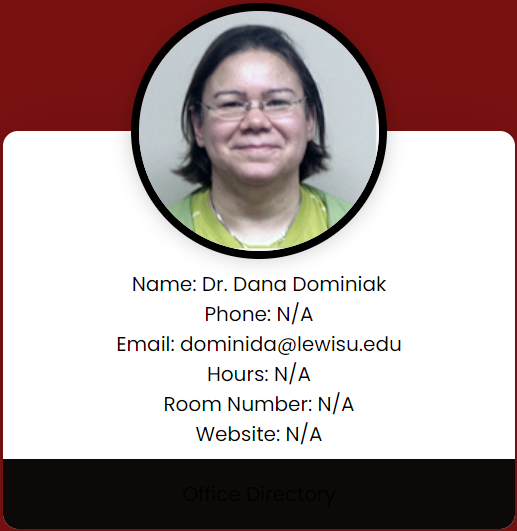 Name: Dr. Dana Dominiak
Phone: N/A
Email: dominida@lewisu.edu
Hours: N/A
Room Number: N/A
Website: N/A
Office Directory